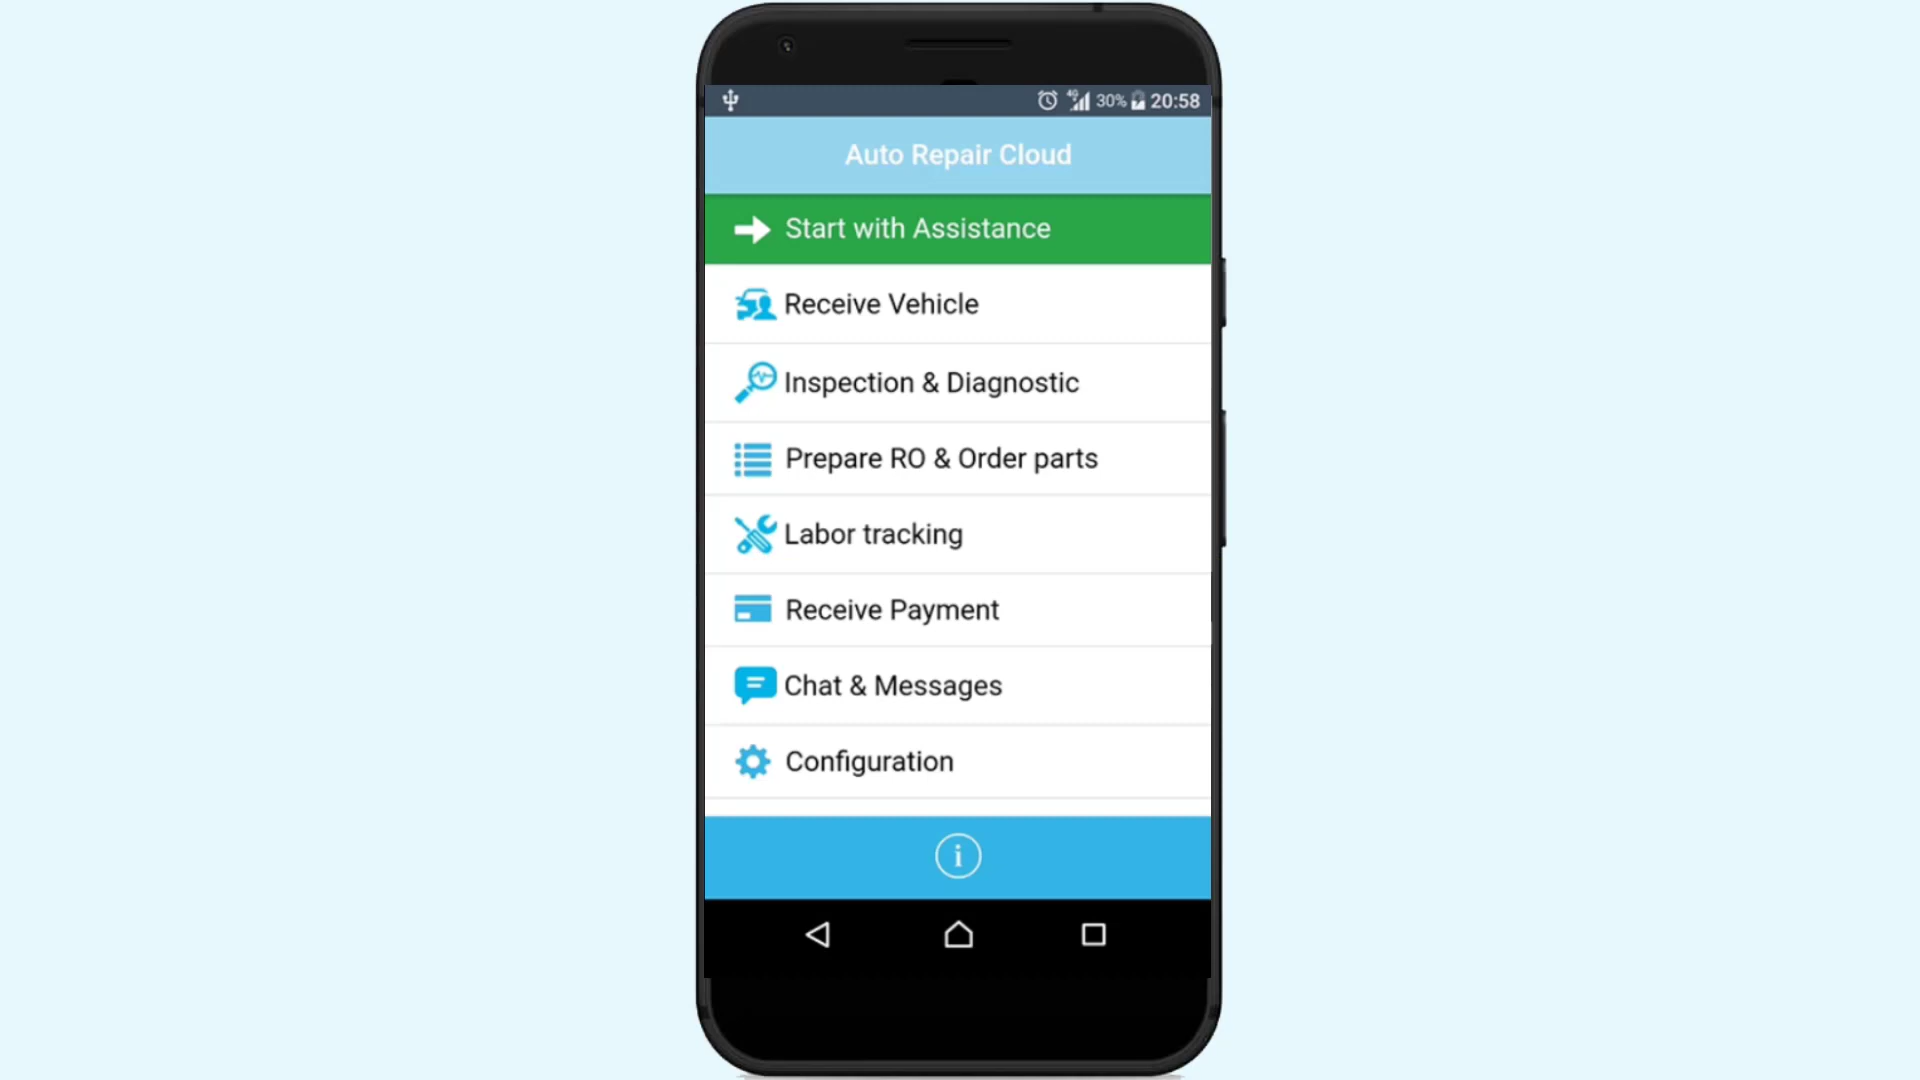 4G 30% 20:58
Auto Repair Cloud
Start with Assistance
Receive Vehicle
Inspection & Diagnostic
Prepare RO & Order parts
Labor tracking
Receive Payment
Chat & Messages
Configuration
i